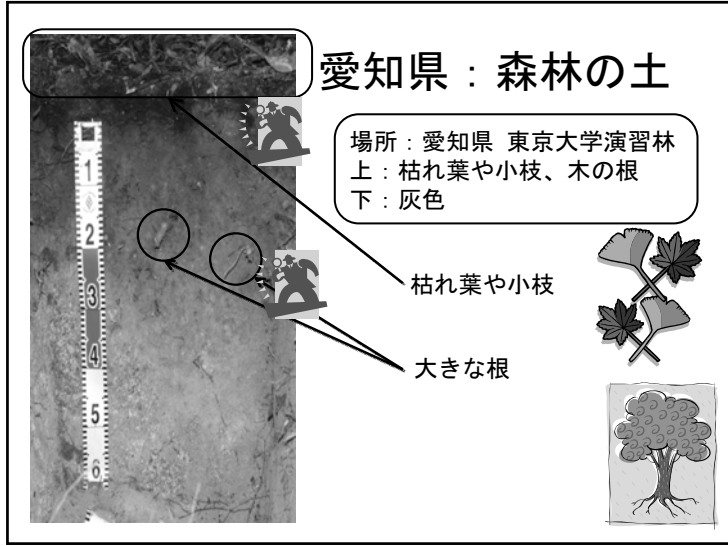 愛知県：森林の土
場所：愛知県 東京大学演習林
上：枯れ葉や小枝、木の根
下：灰色
枯れ葉や小枝
大きな根
1
2
3
4
5
6